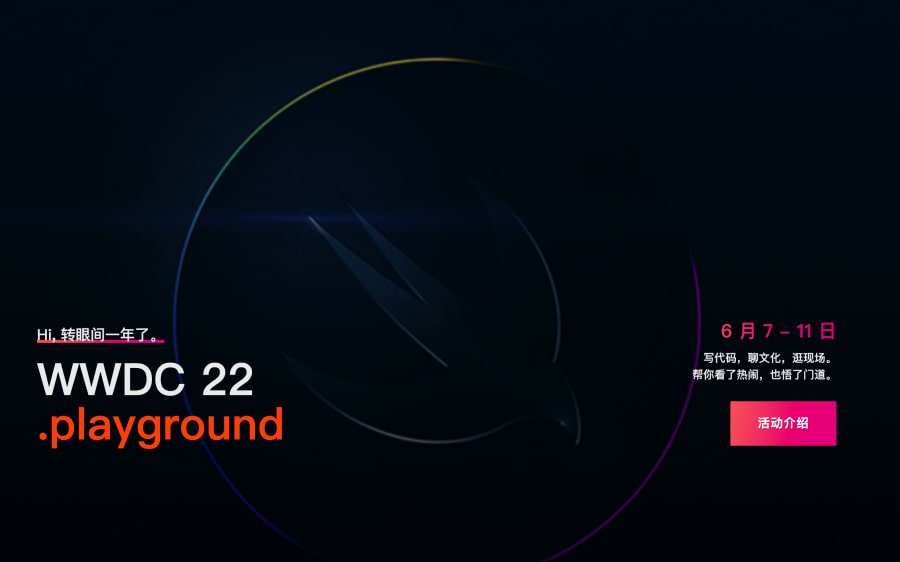 Hi, 转眼间一年了。
WWDC 22
.playground
6 月 7 – 11 日
写代码，聊文化，逛现场。
帮你看了热闹，也悟了门道。
活动介绍